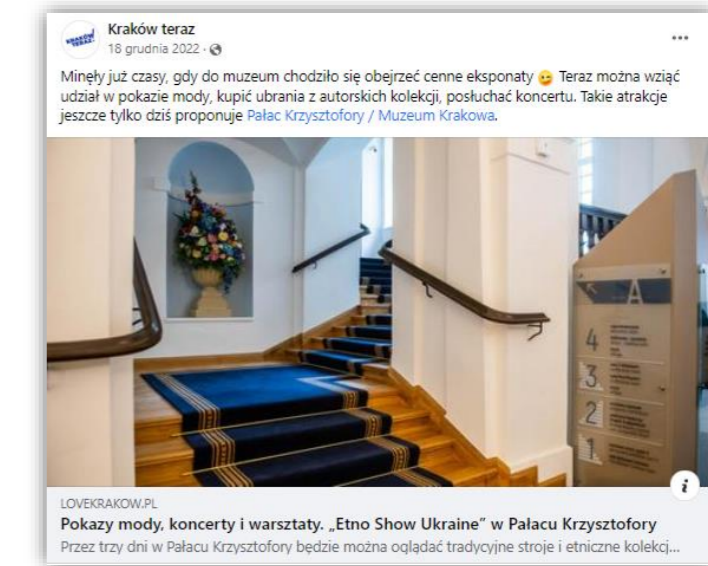 KRAKÓW
TERAZ!
Kraków teraz
18 grudnia 2022 ·
Minęły już czasy, gdy do muzeum chodziło się obejrzeć cenne eksponaty 😉 Teraz można wziąć
udział w pokazie mody, kupić ubrania z autorskich kolekcji, posłuchać koncertu. Takie atrakcje
jeszcze tylko dziś proponuje Pałac Krzysztofory / Muzeum Krakowa.
A
4
3
2
1
i
LOVEKRAKOW.PL
Pokazy mody, koncerty i warsztaty. „Etno Show Ukraine” w Pałacu Krzysztofory
Przez trzy dni w Pałacu Krzysztofory będzie można oglądać tradycyjne stroje i etniczne kolekcj...